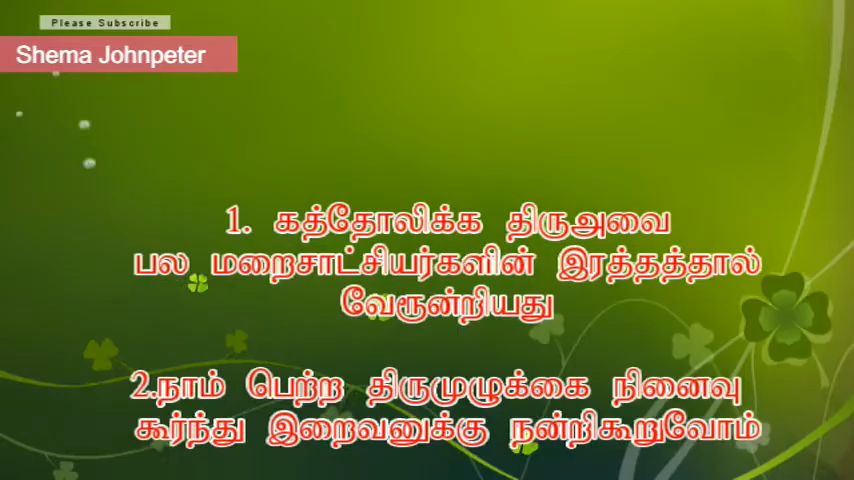 Please Subscribe
Shema Johnpeter
1. கத்தோலிக்க திருஅவை
பல மறைசாட்சியர்களின் இரத்தத்தால்
வேரூன்றியது
2.நாம் பெற்ற திருமுழுக்கை நினைவு
கூர்ந்து இறைவனுக்கு நன்றிகூறுவோம்